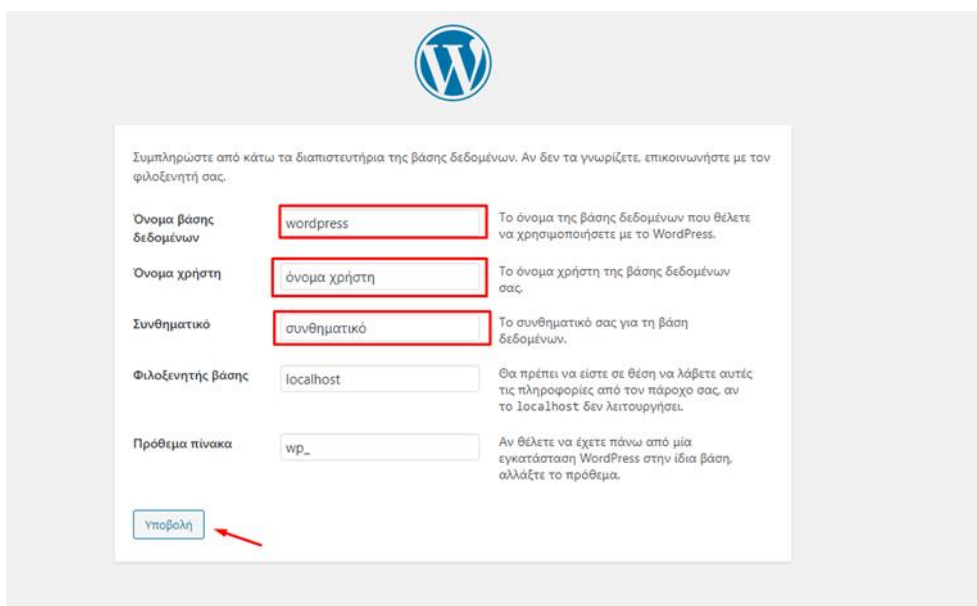 Συμπληρώστε από κάτω τα διαπιστευτήρια της βάσης δεδομένων. Αν δεν τα γνωρίζετε, επικοινωνήστε με τον
φιλοξενητή σας.
Όνομα βάσης
δεδομένων
wordpress
Το όνομα της βάσης δεδομένων που θέλετε
να χρησιμοποιήσετε με το WordPress.
Όνομα χρήστη
όνομα χρήστη
Το όνομα χρήστη της βάσης δεδομένων
σας.
Συνθηματικό
συνθηματικό
Το συνθηματικό σας για τη βάση
δεδομένων.
Φιλοξενητής βάσης
localhost
Θα πρέπει να είστε σε θέση να λάβετε αυτές
τις πληροφορίες από τον πάροχο σας, αν
το localhost δεν λειτουργήσει.
Πρόθεμα πίνακα
wp_
Αν θέλετε να έχετε πάνω από μία
εγκατάσταση WordPress στην ίδια βάση,
αλλάξτε το πρόθεμα.
Υποβολή